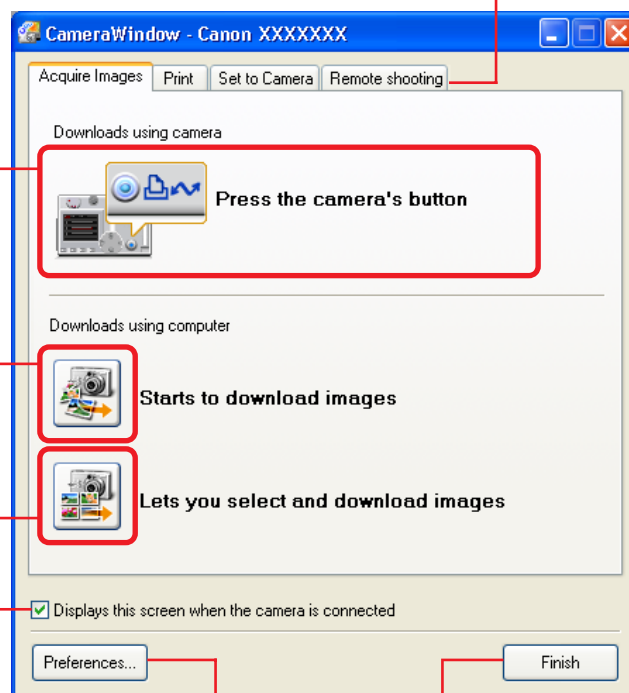 CameraWindow - Canon XXXXXXX
Acquire Images Print Set to Camera Remote shooting
Downloads using camera
Press the camera's button
Downloads using computer
Starts to download images
Lets you select and download images
Displays this screen when the camera is connected
Preferences... Finish